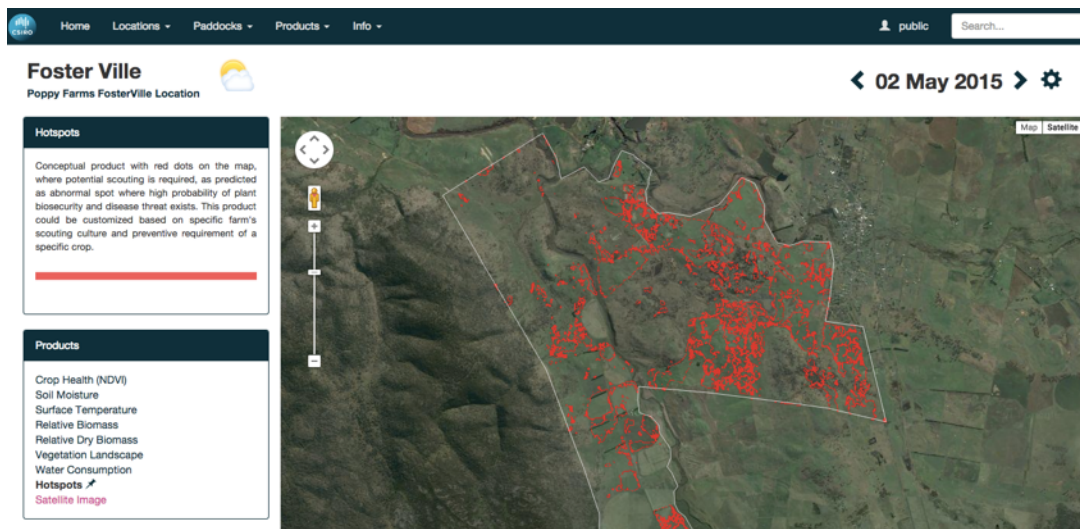 CSIRO
Home Locations Paddocks Products Info public Search...
Foster Ville
Poppy Farms FosterVille Location
02 May 2015
Hotspots
Conceptual product with red dots on the map,
where potential scouting is required, as predicted
as abnormal spot where high probability of plant
biosecurity and disease threat exists. This product
could be customized based on specific farm's
scouting culture and preventive requirement of a
specific crop.
Map Satellite
Products
Crop Health (NDVI)
Soil Moisture
Surface Temperature
Relative Biomass
Relative Dry Biomass
Vegetation Landscape
Water Consumption
Hotspots
Satellite Image